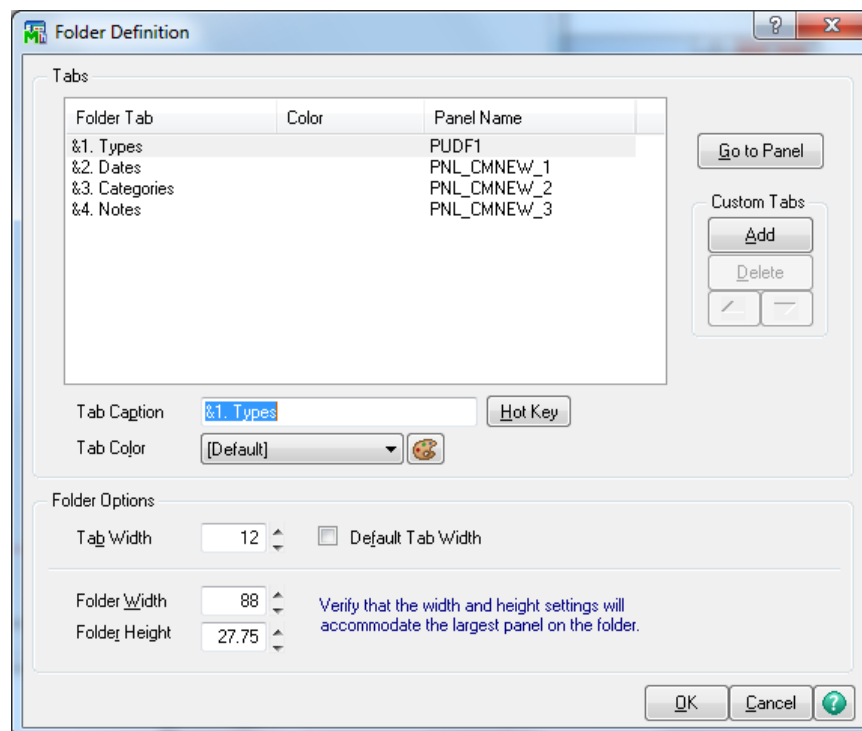 Folder Definition
Tabs
Folder Tab Color Panel Name
&1. Types PUDF1
&2. Dates PNL_CMNEW_1
&3. Categories PNL_CMNEW_2
&4. Notes PNL_CMNEW_3
Go to Panel
Custom Tabs
Add
Delete
Tab Caption &1. Types Hot Key
Tab Color [Default]
Folder Options
Tab Width 12 Default Tab Width
Folder Width 88
Folder Height 27.75
Verify that the width and height settings will
accommodate the largest panel on the folder.
OK Cancel ?